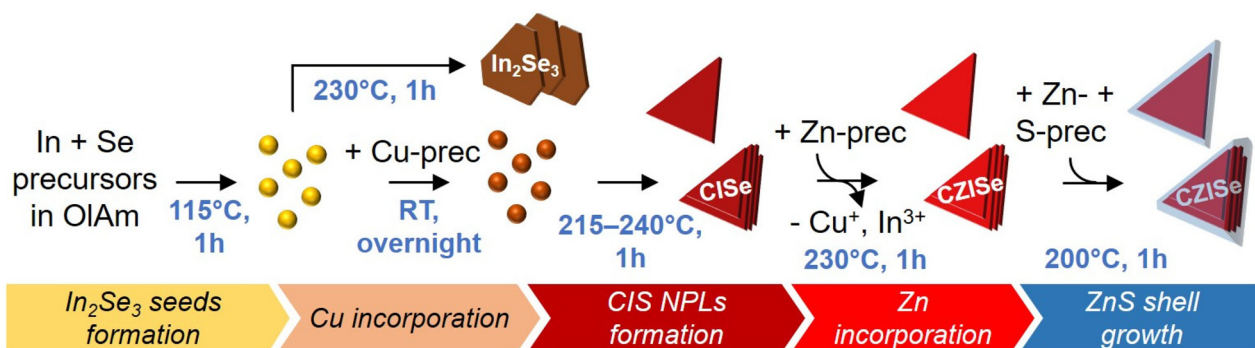 In₂Se₃
230°C, 1h
In + Se
precursors
in OlAm
115°C,
1h
+ Cu-prec
RT,
overnight
215–240°C,
1h
CISe
+ Zn-prec
- Cu⁺, In³⁺
230°C, 1h
CZISe
+ Zn- +
S-prec
200°C, 1h
CZISe
In₂Se₃ seeds
formation
Cu incorporation
CIS NPLs
formation
Zn
incorporation
ZnS shell
growth